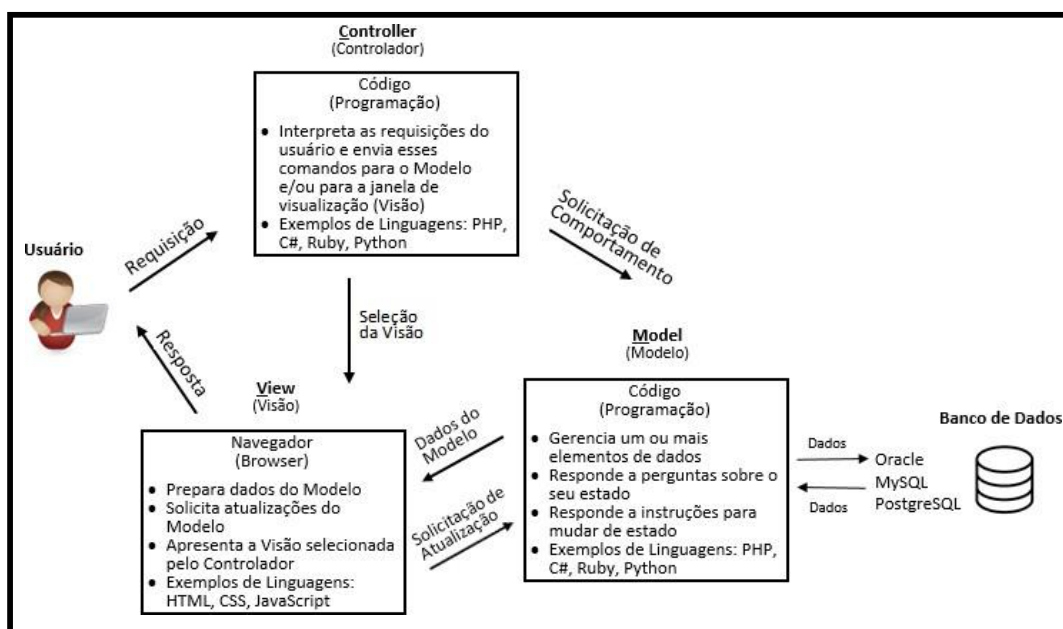 Controller
(Controlador)
Código
(Programação)
● Interpreta as requisições do
usuário e envia esses
comandos para o Modelo
e/ou para a janela de
visualização (Visão)
● Exemplos de Linguagens: PHP,
C#, Ruby, Python
Usuário
Requisição
Solicitação de
Comportamento
Seleção
da Visão
Resposta
View
(Visão)
Navegador
(Browser)
● Prepara dados do Modelo
● Solicita atualizações do
Modelo
● Apresenta a Visão selecionada
pelo Controlador
● Exemplos de Linguagens:
HTML, CSS, JavaScript
Dados do
Modelo
Solicitação de
Atualização
Model
(Modelo)
Código
(Programação)
● Gerencia um ou mais
elementos de dados
● Responde a perguntas sobre o
seu estado
● Responde a instruções para
mudar de estado
● Exemplos de Linguagens: PHP,
C#, Ruby, Python
Banco de Dados
Dados
Oracle
MySQL
PostgreSQL
Dados